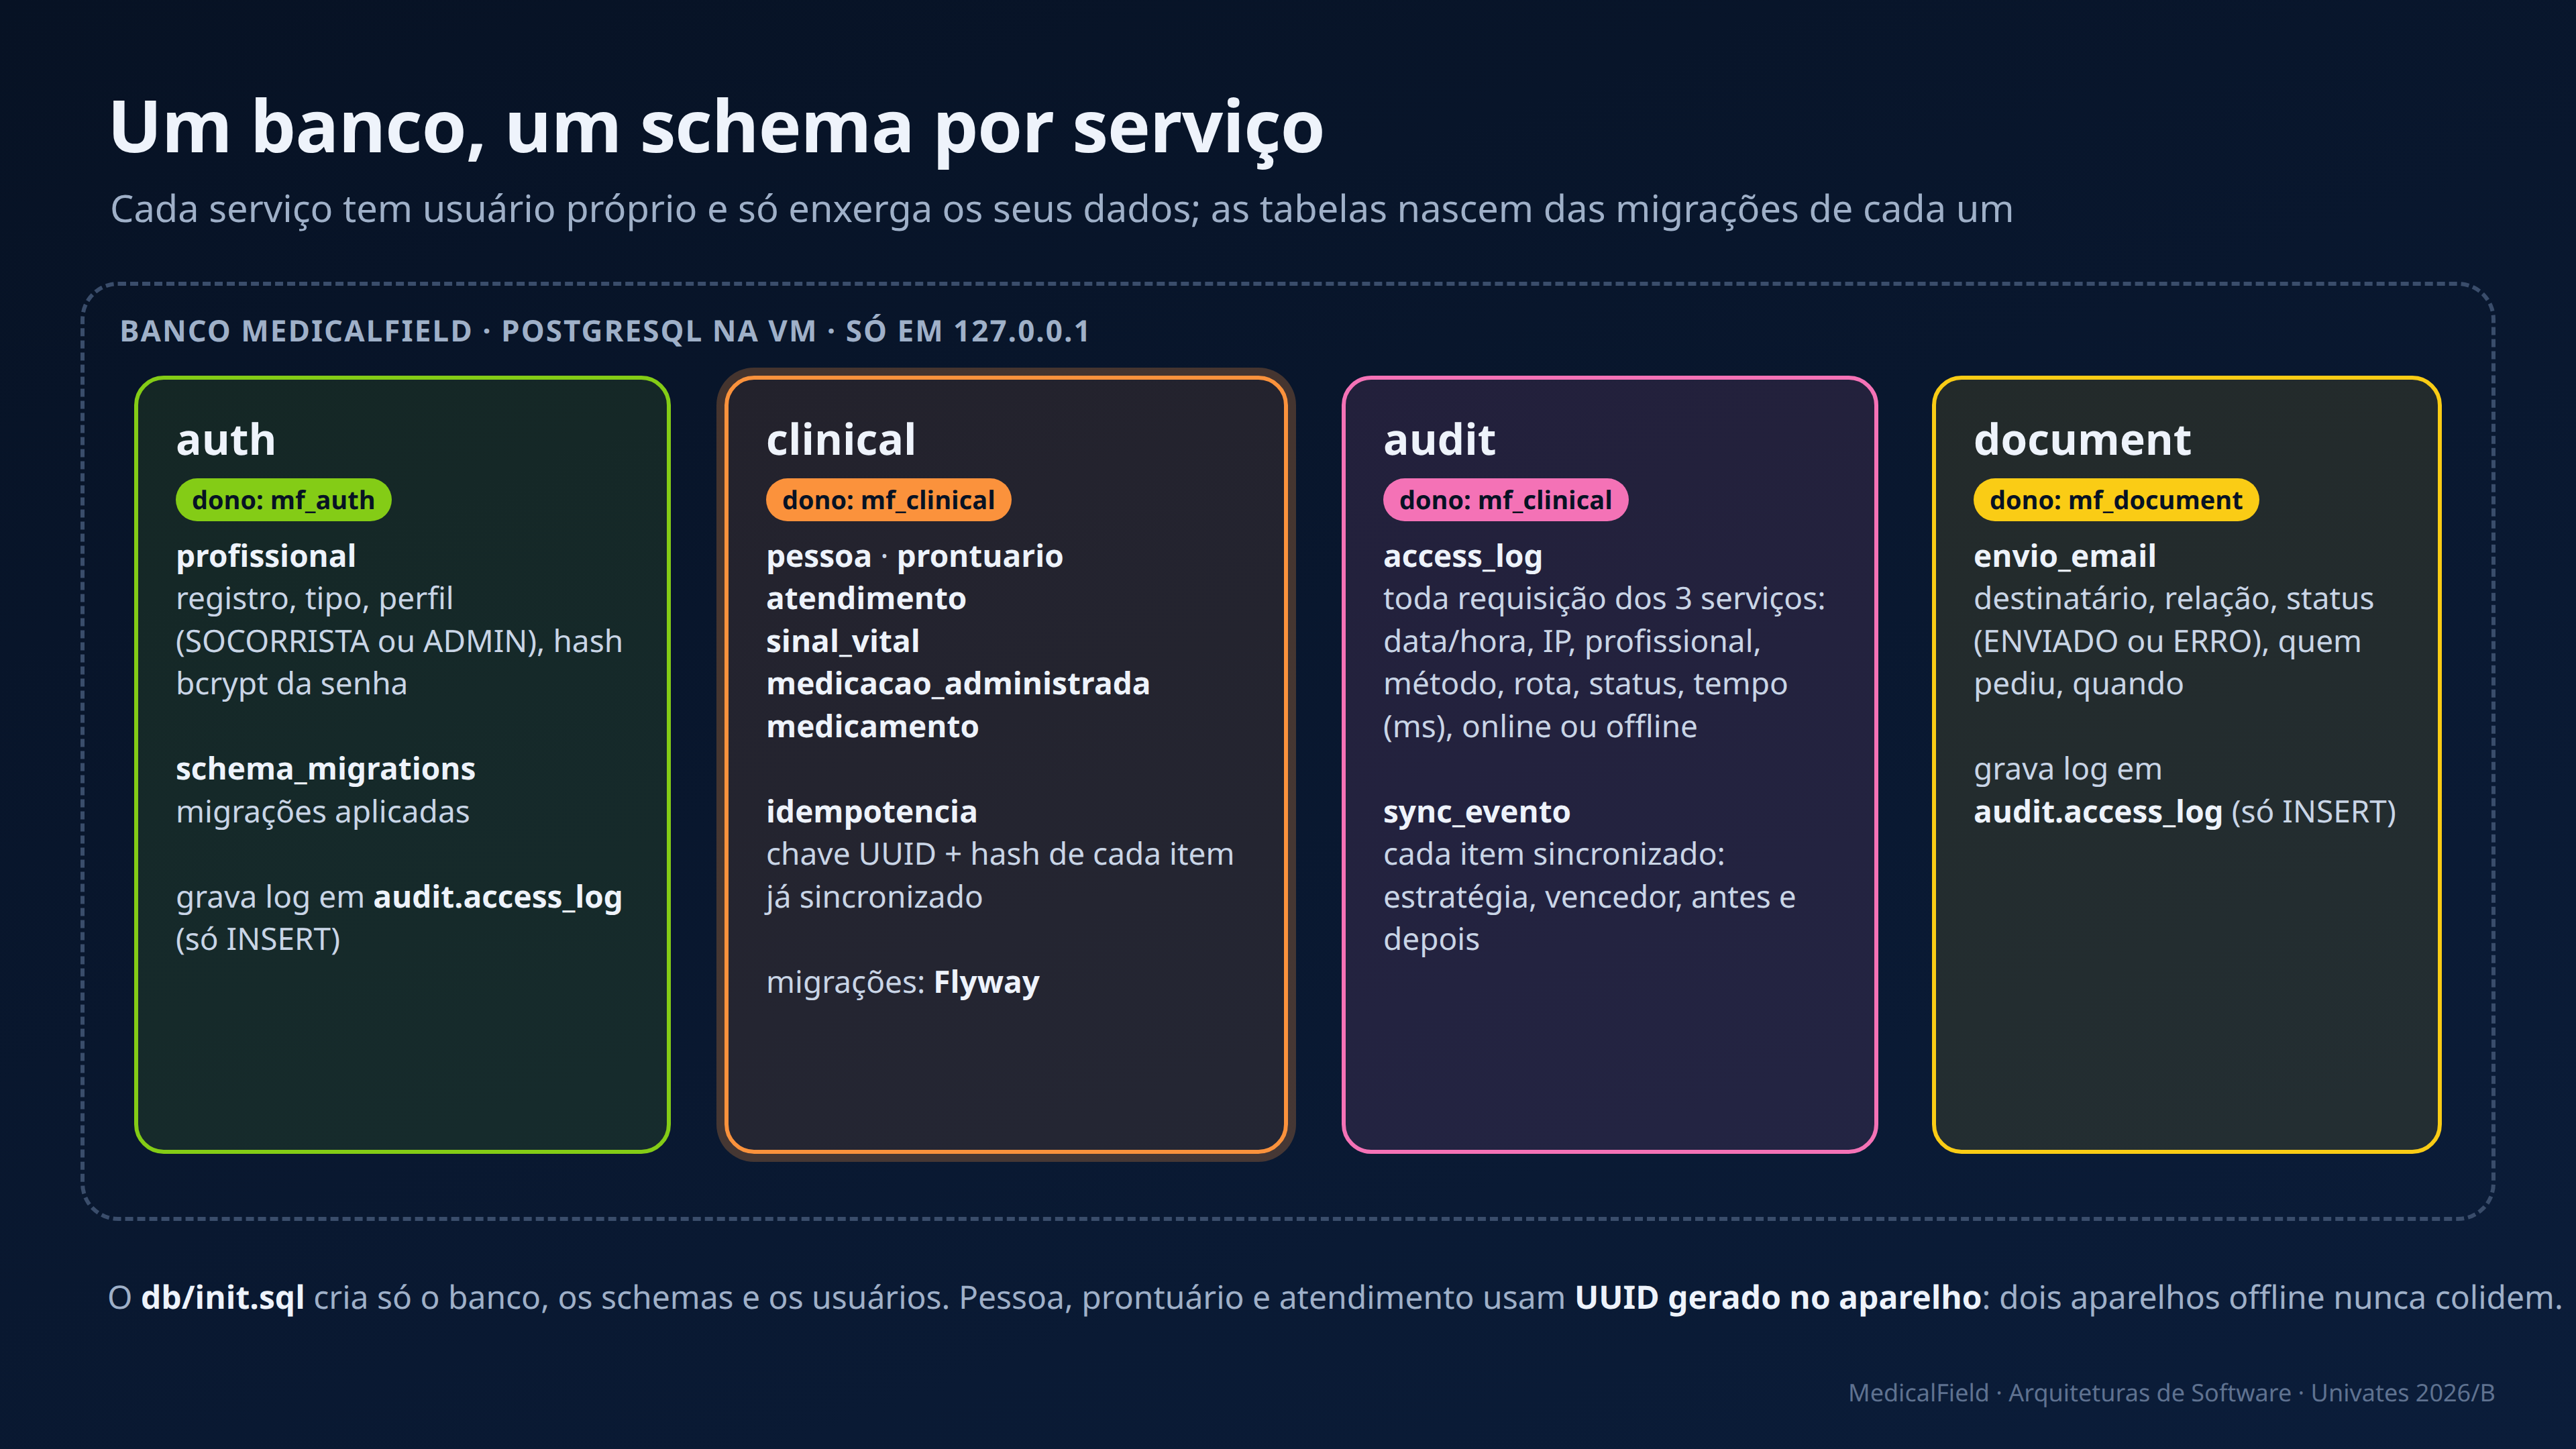 Um banco, um schema por serviço
Cada serviço tem usuário próprio e só enxerga os seus dados; as tabelas nascem das migrações de cada um
BANCO MEDICALFIELD · POSTGRESQL NA VM · SÓ EM 127.0.0.1
auth
dono: mf_auth
profissional
registro, tipo, perfil
(SOCORRISTA ou ADMIN), hash
bcrypt da senha
schema_migrations
migrações aplicadas
grava log em audit.access_log
(só INSERT)
clinical
dono: mf_clinical
pessoa · prontuario
atendimento
sinal_vital
medicacao_administrada
medicamento
idempotencia
chave UUID + hash de cada item
já sincronizado
migrações: Flyway
audit
dono: mf_clinical
access_log
toda requisição dos 3 serviços:
data/hora, IP, profissional,
método, rota, status, tempo
(ms), online ou offline
sync_evento
cada item sincronizado:
estratégia, vencedor, antes e
depois
document
dono: mf_document
envio_email
destinatário, relação, status
(ENVIADO ou ERRO), quem
pediu, quando
grava log em
audit.access_log (só INSERT)
O db/init.sql cria só o banco, os schemas e os usuários. Pessoa, prontuário e atendimento usam UUID gerado no aparelho: dois aparelhos offline nunca colidem.
MedicalField · Arquiteturas de Software · Univates 2026/B